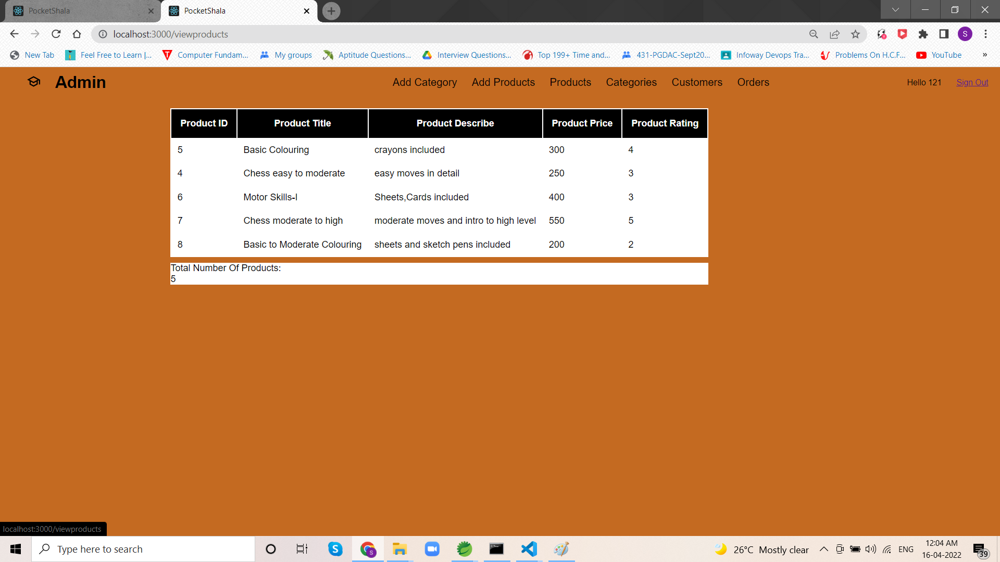 PocketShala
PocketShala
localhost:3000/viewproducts
S
New Tab
Feel Free to Learn |...
Computer Fundam...
My groups
Aptitude Questions...
Interview Questions...
Top 199+ Time and...
431-PGDAC-Sept20...
Infoway Devops Tra...
Problems On H.C.F...
YouTube
»
Admin
Add Category
Add Products
Products
Categories
Customers
Orders
Hello 121
Sign Out
Product ID Product Title Product Describe Product Price Product Rating
5 Basic Colouring crayons included 300 4
4 Chess easy to moderate easy moves in detail 250 3
6 Motor Skills-I Sheets,Cards included 400 3
7 Chess moderate to high moderate moves and intro to high level 550 5
8 Basic to Moderate Colouring sheets and sketch pens included 200 2
Total Number Of Products:
5
localhost:3000/viewproducts
Type here to search
26°C Mostly clear
ENG
12:04 AM
16-04-2022
39